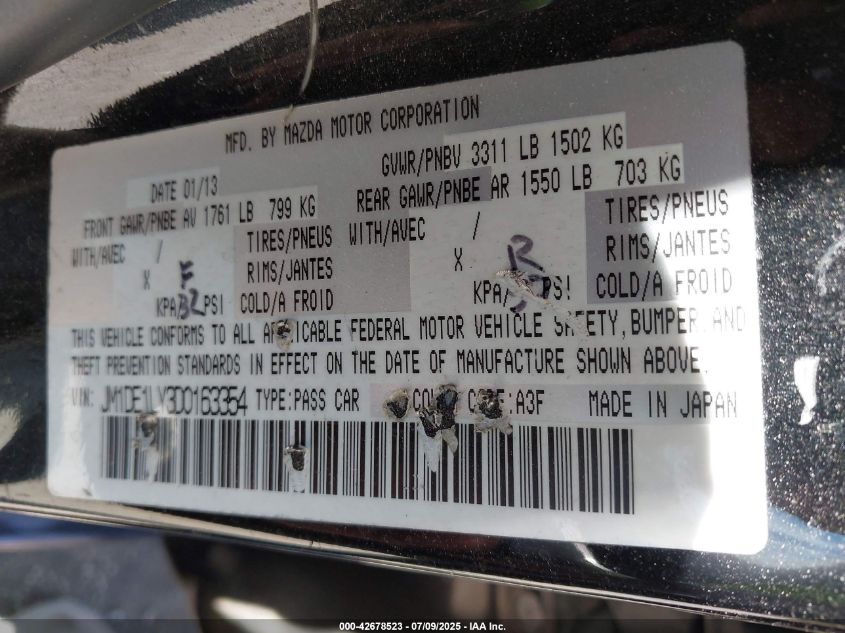 MFD. BY MAZDA MOTOR CORPORATION
DATE 01/13 GVWR/PNBV 3311 LB 1502 KG
FRONT GAWR/PNBE AV 1761 LB 799 KG REAR GAWR/PNBE AR 1550 LB 703 KG
WITH/AVEC / TIRES/PNEUS WITH/AVEC / TIRES/PNEUS
X F RIMS/JANTES X R RIMS/JANTES
KPA/32PSI COLD/A FROID KPA/ PSI COLD/A FROID
THIS VEHICLE CONFORMS TO ALL FEDERAL MOTOR VEHICLE SAFETY, BUMPER, AND
THEFT PREVENTION STANDARDS IN EFFECT ON THE DATE OF MANUFACTURE SHOWN ABOVE.
VIN: JM1DE1LY3D0163354 TYPE:PASS CAR :A3F MADE IN JAPAN
000-42678523 | 07/09/2025 - IAA Inc.